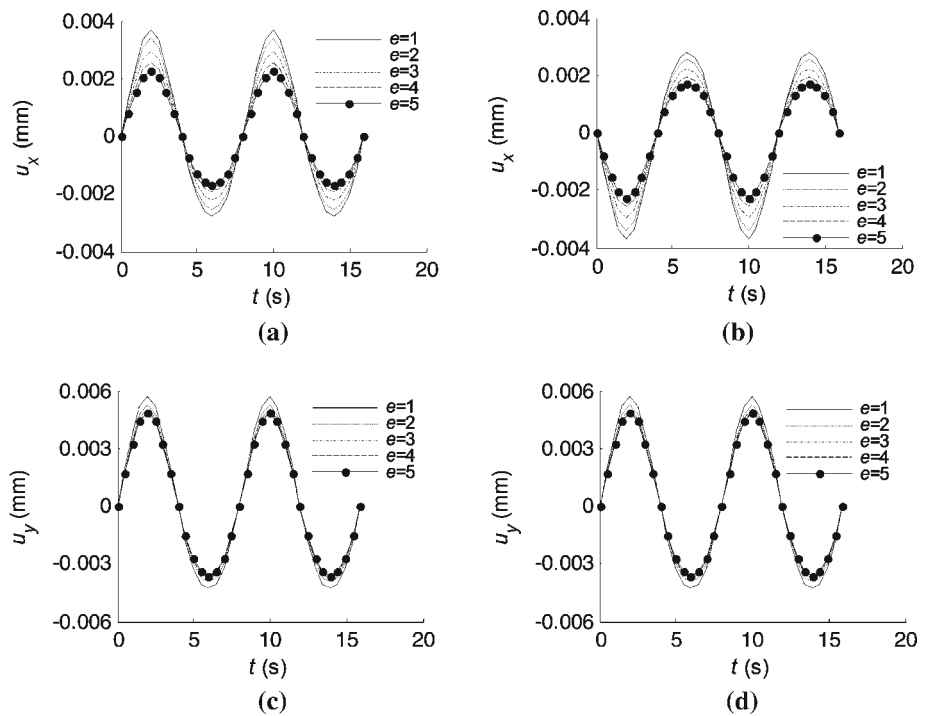 0.004
0.002
0
-0.002
-0.004
u_x (mm)
0 5 10 15 20
t (s)
e=1
e=2
e=3
e=4
e=5
(a)
0.004
0.002
0
-0.002
-0.004
u_x (mm)
0 5 10 15 20
t (s)
e=1
e=2
e=3
e=4
e=5
(b)
0.006
0.003
0
-0.003
-0.006
u_y (mm)
0 5 10 15 20
t (s)
e=1
e=2
e=3
e=4
e=5
(c)
0.006
0.003
0
-0.003
-0.006
u_y (mm)
0 5 10 15 20
t (s)
e=1
e=2
e=3
e=4
e=5
(d)